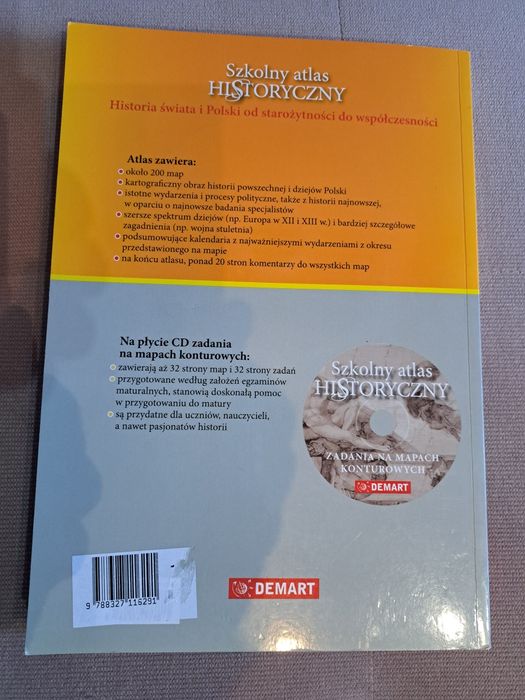 Szkolny atlas
HISTORYCZNY
Historia świata i Polski od starożytności do współczesności
Atlas zawiera:
około 200 map
kartograficzny obraz historii powszechnej i dziejów Polski
istotne wydarzenia i procesy polityczne, także z historii najnowszej,
w oparciu o najnowsze badania specjalistów
szersze spektrum dziejów (np. Europa w XII i XIII w.) i bardziej szczegółowe
zagadnienia (np. wojna stuletnia)
podsumowujące kalendaria z najważniejszymi wydarzeniami z okresu
przedstawionego na mapie
na końcu atlasu, ponad 20 stron komentarzy do wszystkich map
Na płycie CD zadania
na mapach konturowych:
zawierają aż 32 strony map i 32 strony zadań
przygotowane według założeń egzaminów
maturalnych, stanowią doskonałą pomoc
w przygotowaniu do matury
są przydatne dla uczniów, nauczycieli,
a nawet pasjonatów historii
Szkolny atlas
HISTORYCZNY
ZADANIA NA MAPACH
KONTUROWYCH
DEMART
9 788327 116291
DEMART